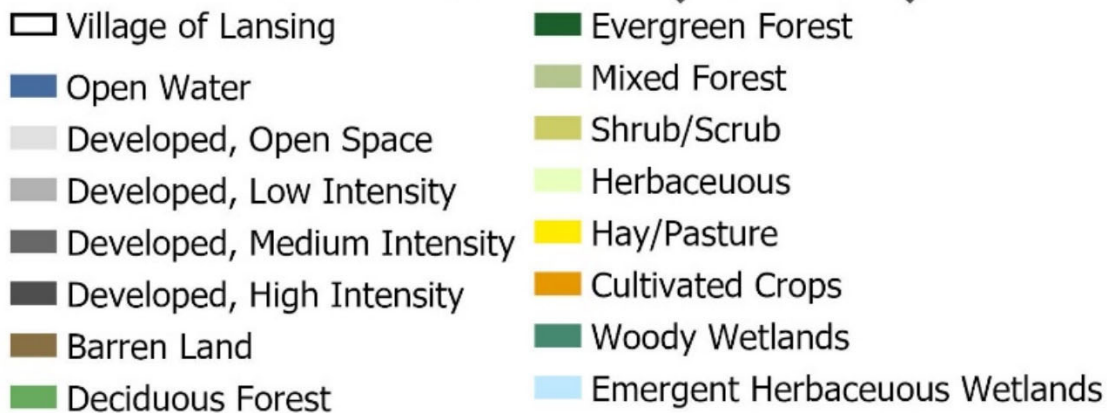 Village of Lansing
Open Water
Developed, Open Space
Developed, Low Intensity
Developed, Medium Intensity
Developed, High Intensity
Barren Land
Deciduous Forest
Evergreen Forest
Mixed Forest
Shrub/Scrub
Herbaceuous
Hay/Pasture
Cultivated Crops
Woody Wetlands
Emergent Herbaceuous Wetlands